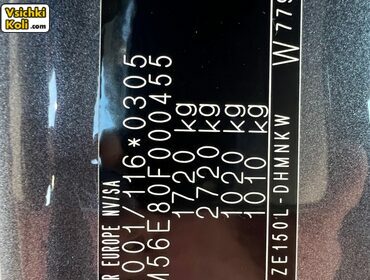 Vsichki
Koli.com
R EUROPE NV/SA
001/116*0305
M56E80F000455
1720 kg
2720 kg
1020 kg
1010 kg
ZE150L-DHMNKW W 779